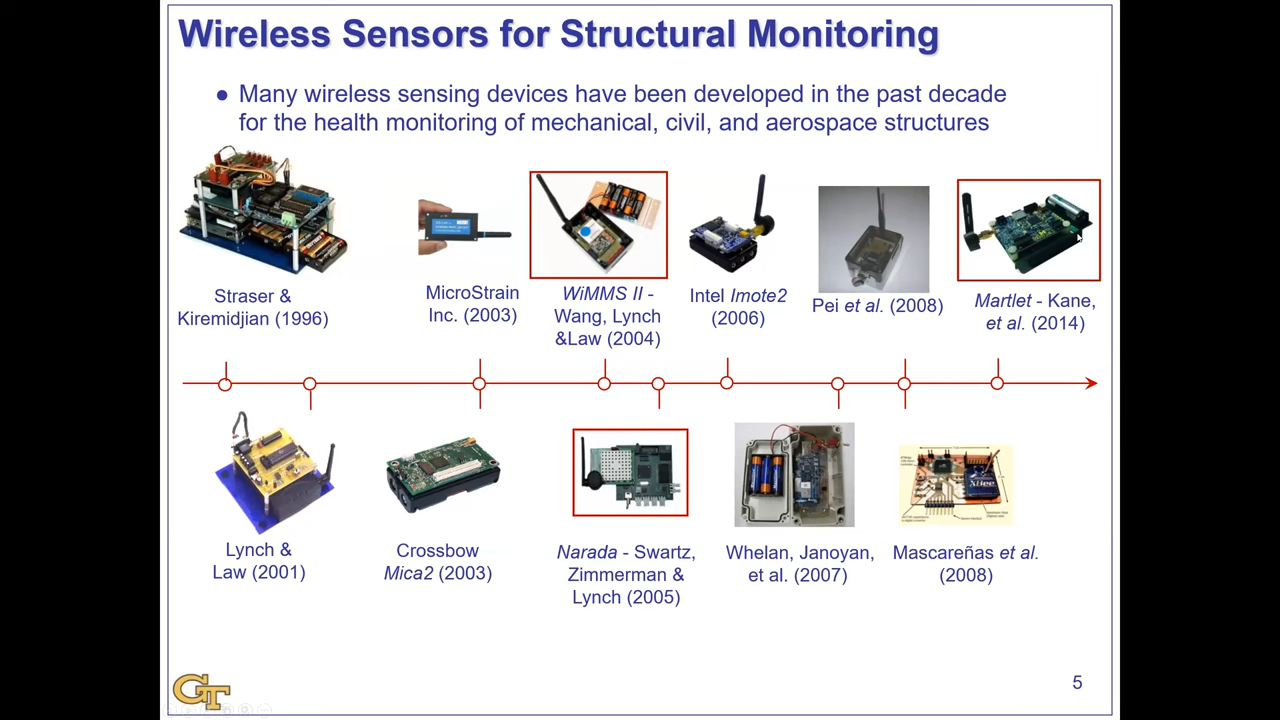 Wireless Sensors for Structural Monitoring
● Many wireless sensing devices have been developed in the past decade
for the health monitoring of mechanical, civil, and aerospace structures
Straser &
Kiremidjian (1996)
MicroStrain
Inc. (2003)
WiMMS II -
Wang, Lynch
&Law (2004)
Intel Imote2
(2006)
Pei et al. (2008)
Martlet - Kane,
et al. (2014)
Lynch &
Law (2001)
Crossbow
Mica2 (2003)
Narada - Swartz,
Zimmerman &
Lynch (2005)
Whelan, Janoyan,
et al. (2007)
Mascareñas et al.
(2008)
GT
5